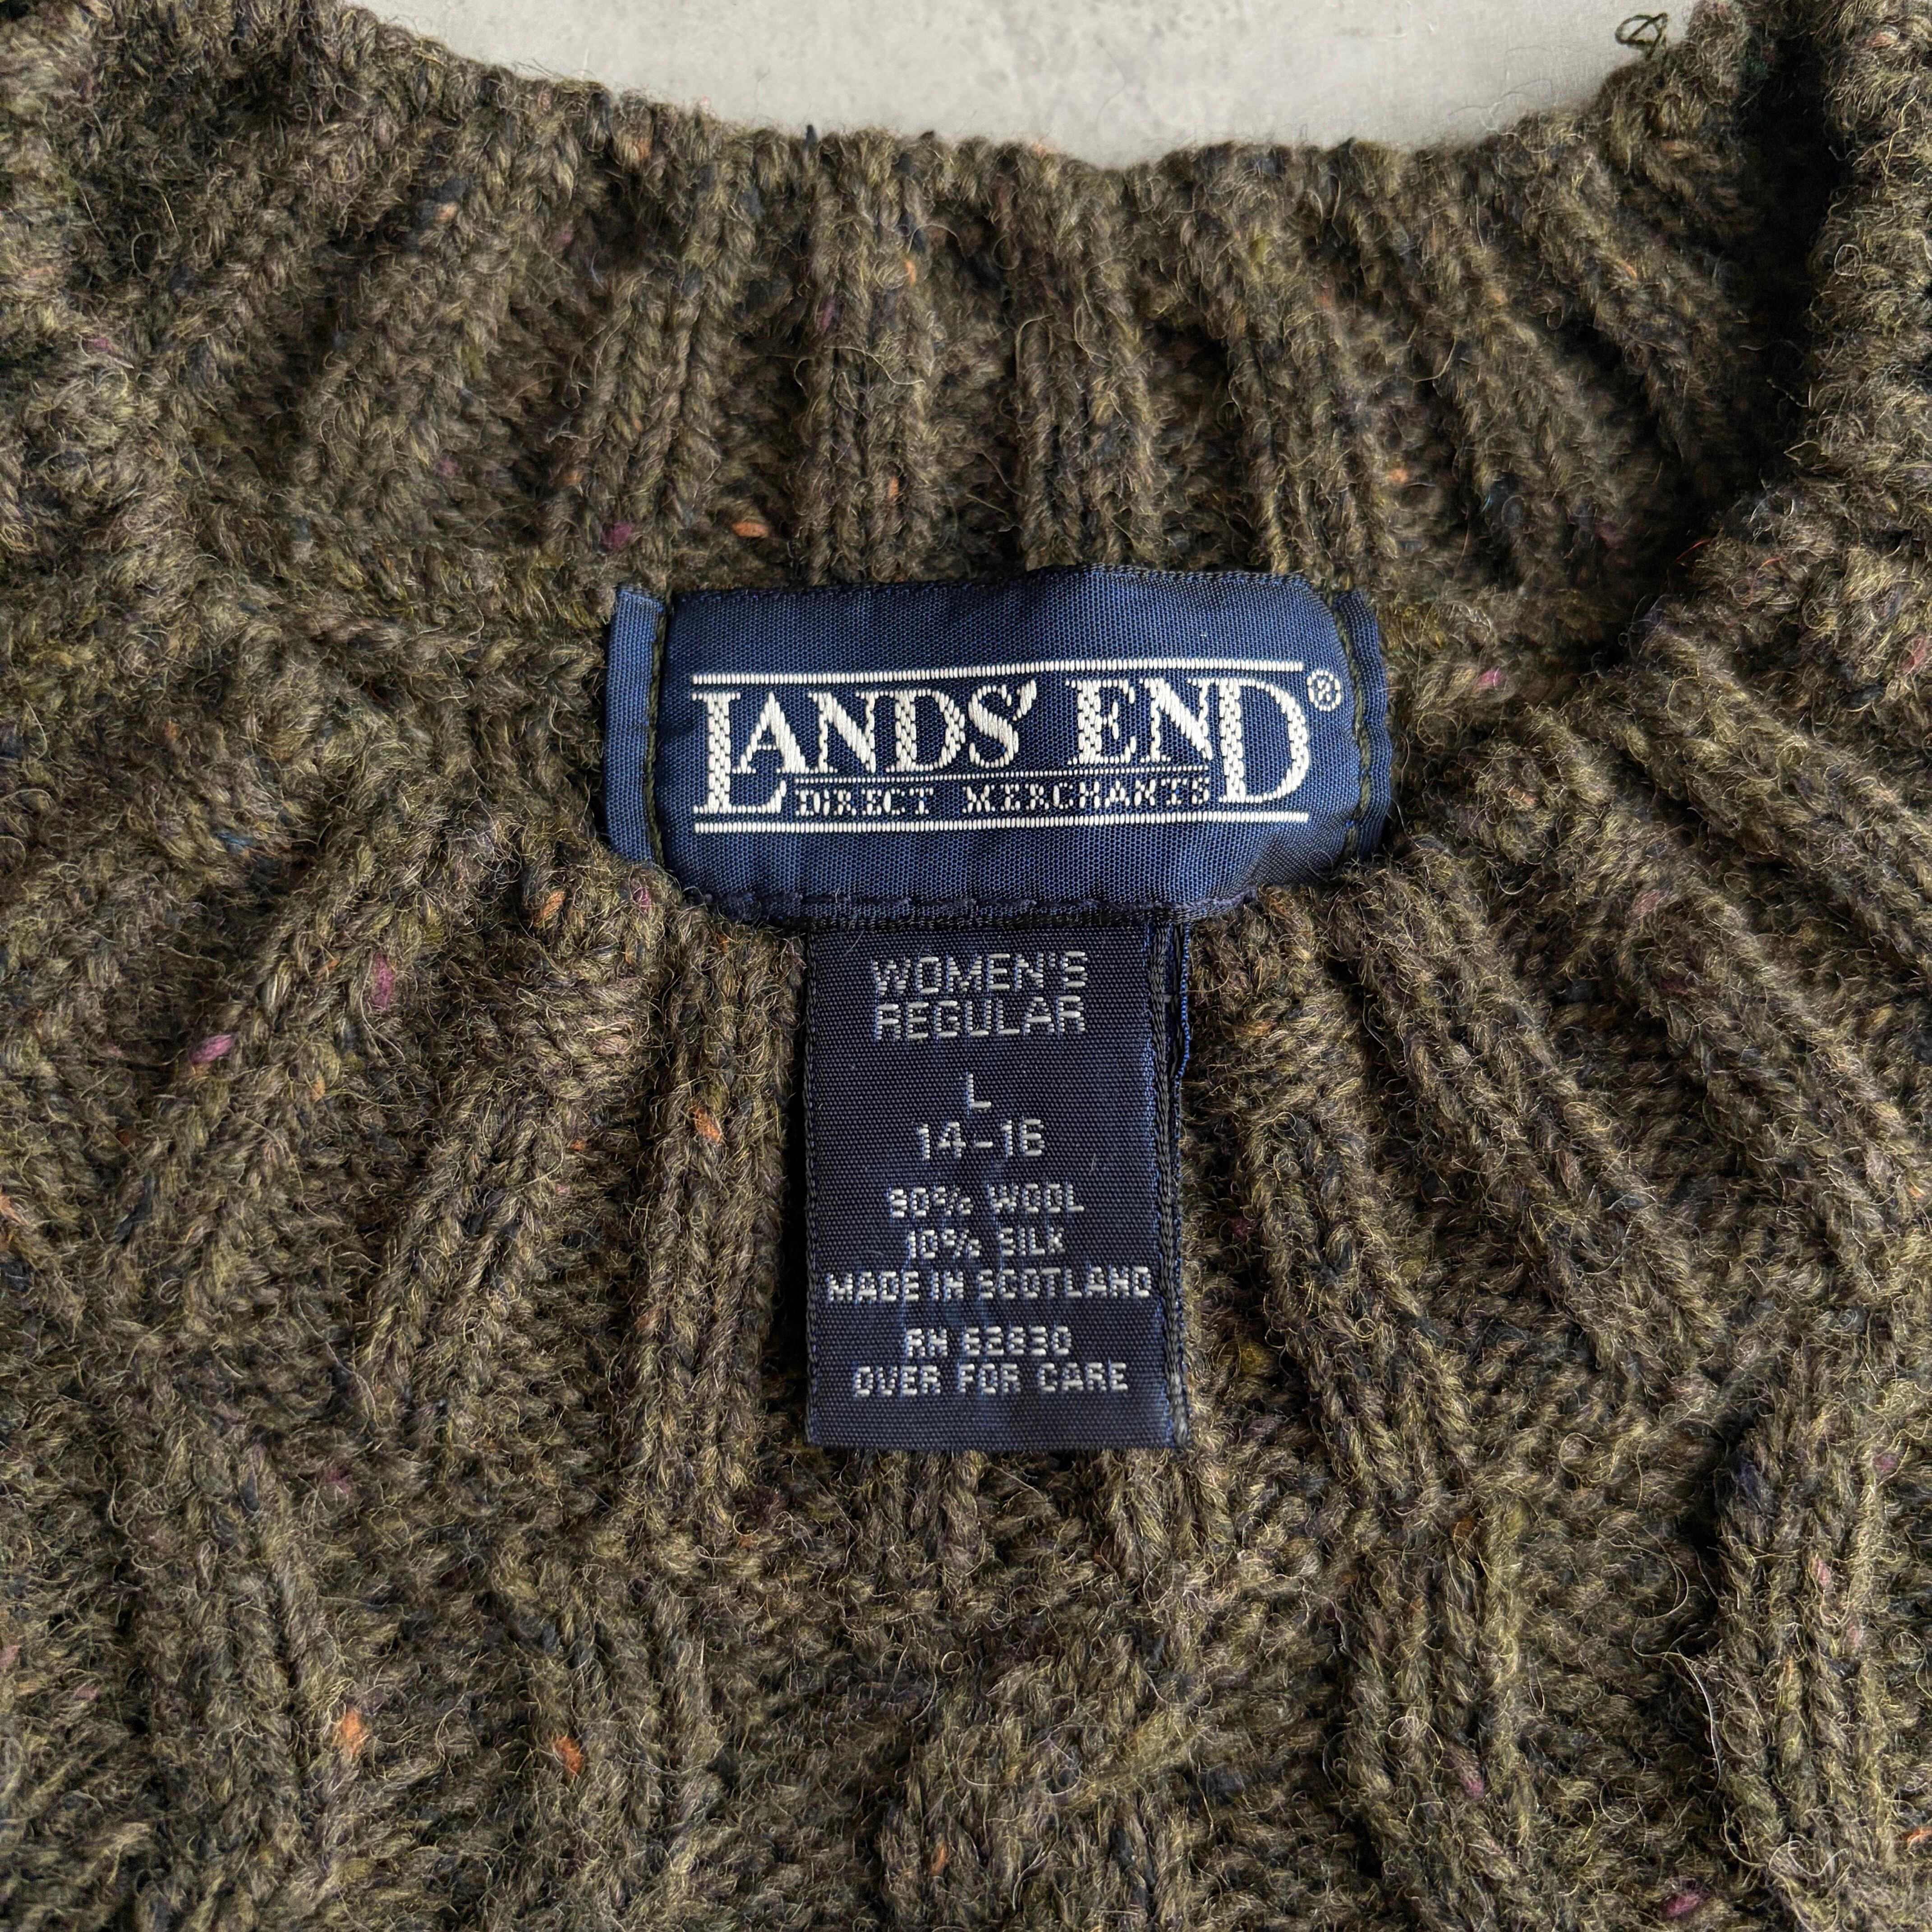 LANDS' END®
DIRECT MERCHANTS
WOMEN'S
REGULAR
L
14-16
90% WOOL
10% SILK
MADE IN SCOTLAND
RN 63830
OVER FOR CARE